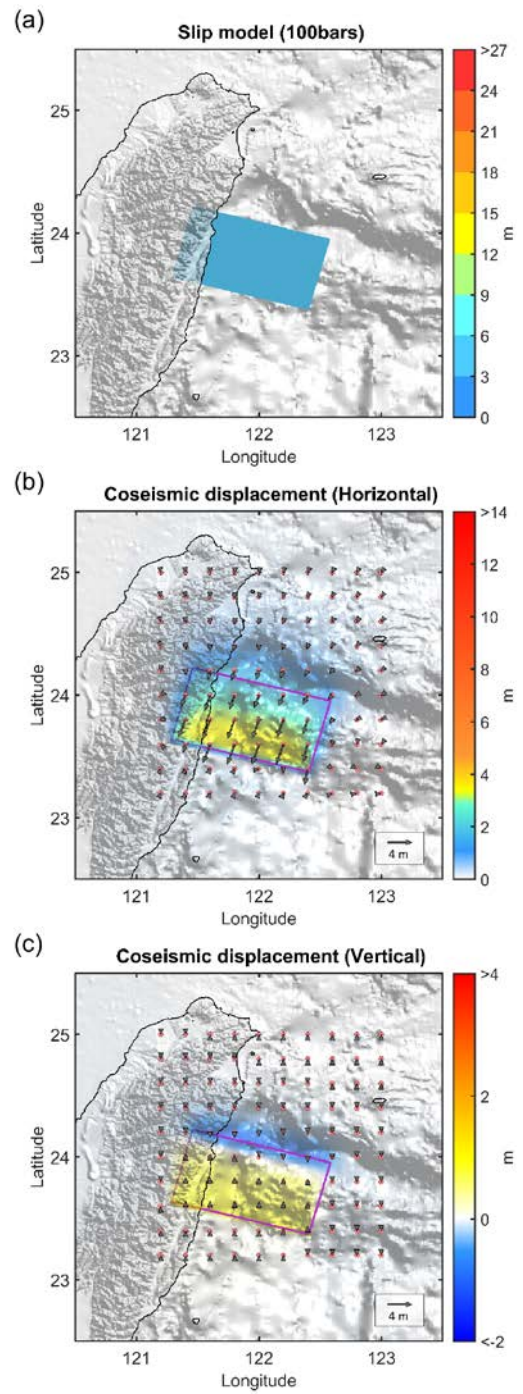 (a)
Slip model (100bars)
>27
24
21
18
15
12
9
6
3
0
m
25
24
23
Latitude
121 122 123
Longitude
(b)
Coseismic displacement (Horizontal)
>14
12
10
8
6
4
2
0
m
25
24
23
Latitude
4 m
121 122 123
Longitude
(c)
Coseismic displacement (Vertical)
>4
2
0
<-2
m
25
24
23
Latitude
4 m
121 122 123
Longitude